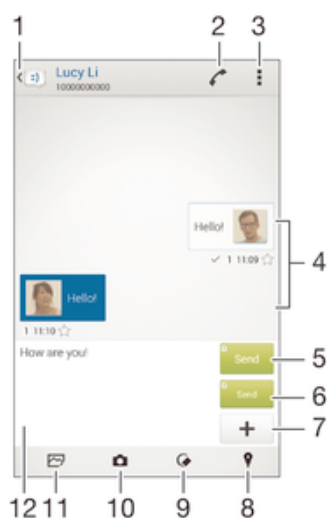 1 2 3
:)
Lucy Li
10000000000
Hello!
✓ 1 11:09 ☆
4
Hello!
1 11:10 ☆
How are you!
Send
5
Send
6
+
7
12 11 10 9 8